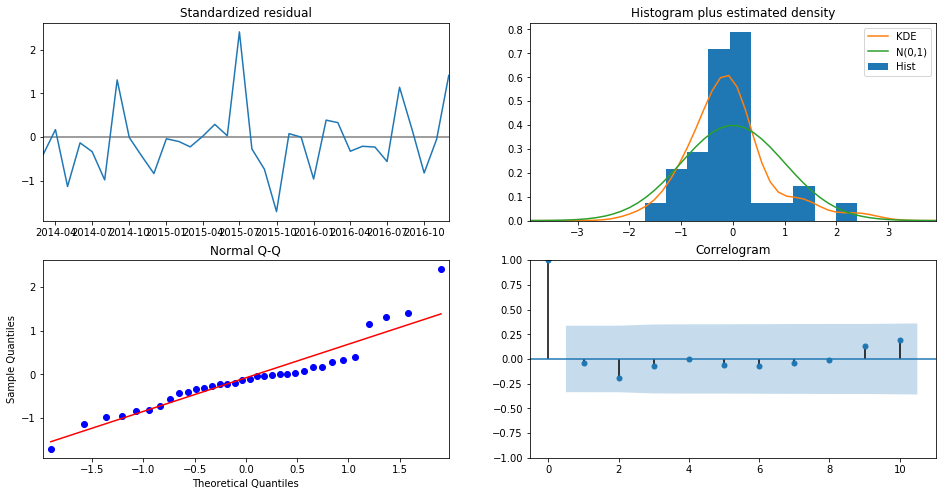 Standardized residual
2
1
0
−1
2014-04 2014-07 2014-10 2015-01 2015-04 2015-07 2015-10 2016-01 2016-04 2016-07 2016-10
Histogram plus estimated density
KDE
N(0,1)
Hist
0.8
0.7
0.6
0.5
0.4
0.3
0.2
0.1
0.0
−3 −2 −1 0 1 2 3
Normal Q-Q
Sample Quantiles
2
1
0
−1
−1.5 −1.0 −0.5 0.0 0.5 1.0 1.5
Theoretical Quantiles
Correlogram
1.00
0.75
0.50
0.25
0.00
−0.25
−0.50
−0.75
−1.00
0 2 4 6 8 10